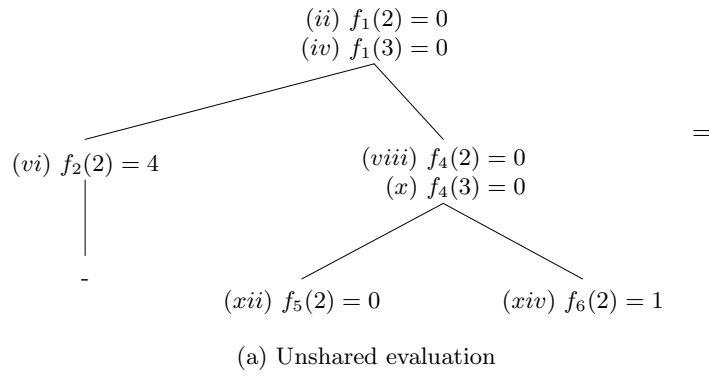 (ii) f₁(2) = 0
(iv) f₁(3) = 0
=
(vi) f₂(2) = 4
(viii) f₄(2) = 0
(x) f₄(3) = 0
-
(xii) f₅(2) = 0
(xiv) f₆(2) = 1
(a) Unshared evaluation